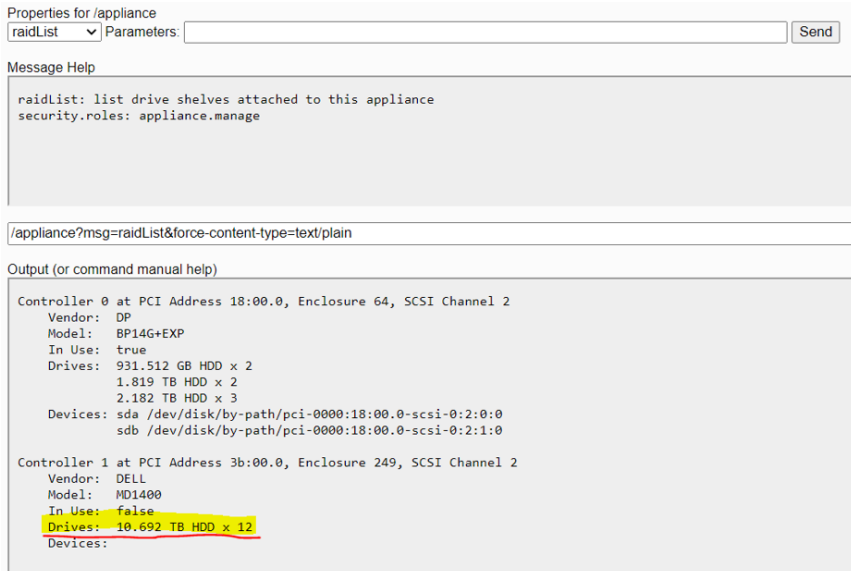 Properties for /appliance
raidList Parameters: Send
Message Help
raidList: list drive shelves attached to this appliance
security.roles: appliance.manage
/appliance?msg=raidList&force-content-type=text/plain
Output (or command manual help)
Controller 0 at PCI Address 18:00.0, Enclosure 64, SCSI Channel 2
Vendor: DP
Model: BP14G+EXP
In Use: true
Drives: 931.512 GB HDD x 2
1.819 TB HDD x 2
2.182 TB HDD x 3
Devices: sda /dev/disk/by-path/pci-0000:18:00.0-scsi-0:2:0:0
sdb /dev/disk/by-path/pci-0000:18:00.0-scsi-0:2:1:0
Controller 1 at PCI Address 3b:00.0, Enclosure 249, SCSI Channel 2
Vendor: DELL
Model: MD1400
In Use: false
Drives: 10.692 TB HDD x 12
Devices: